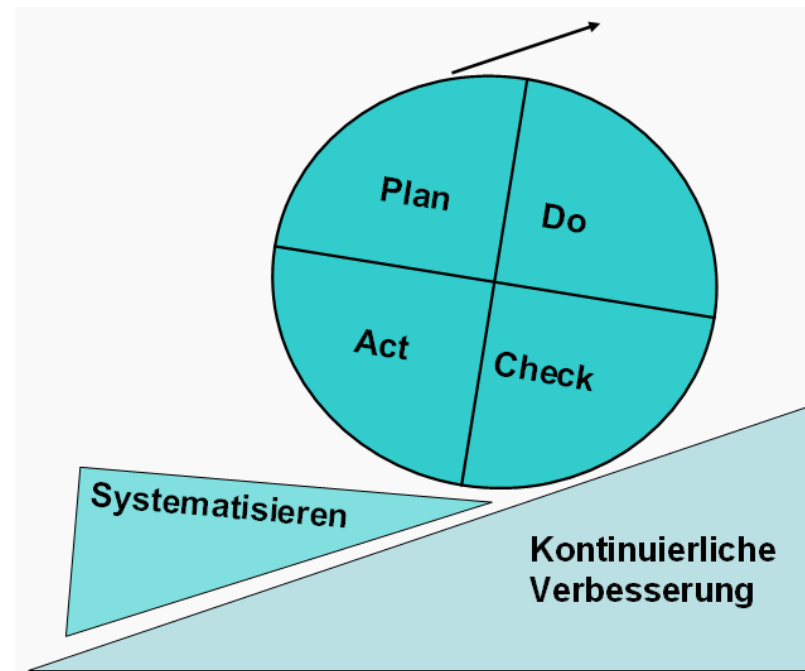 Plan
Do
Act
Check
Systematisieren
Kontinuierliche
Verbesserung